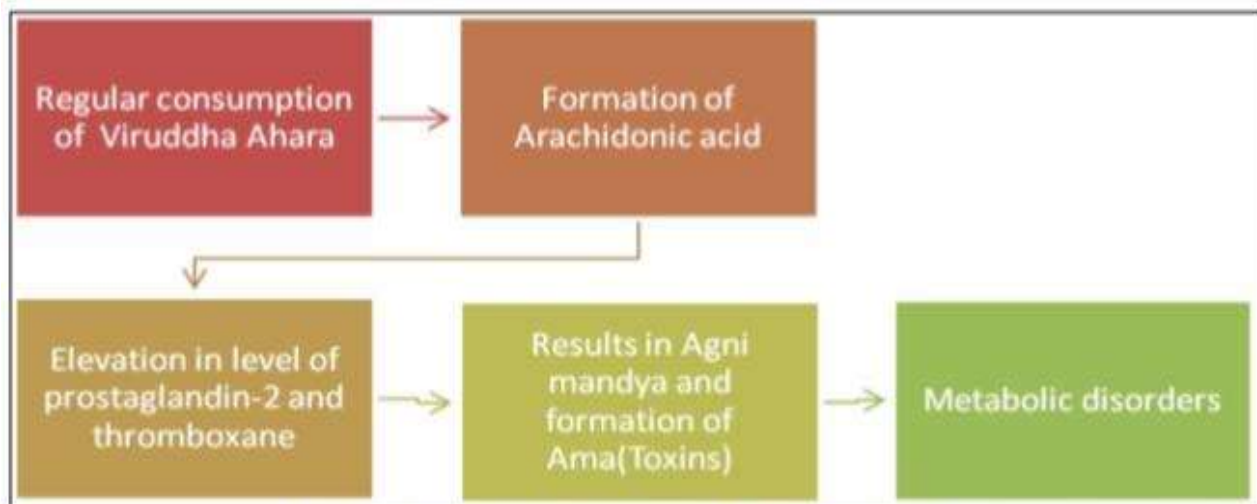 Regular consumption
of Viruddha Ahara
Formation of
Arachidonic acid
Elevation in level of
prostaglandin-2 and
thromboxane
Results in Agni
mandya and
formation of
Ama(Toxins)
Metabolic disorders